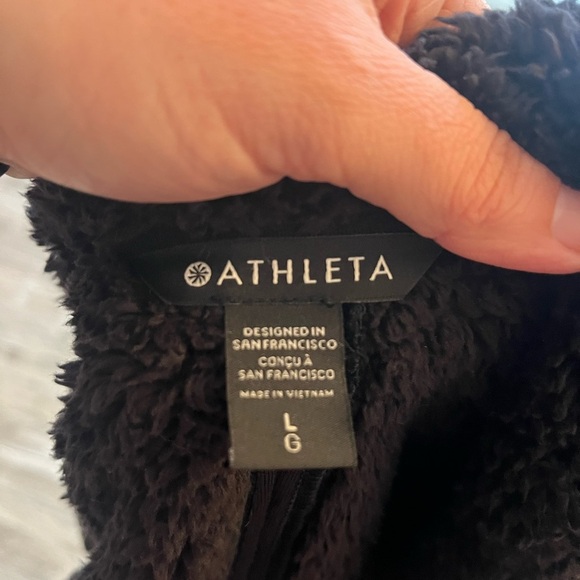 ATHLETA
DESIGNED IN
SAN FRANCISCO
CONÇU À
SAN FRANCISCO
MADE IN VIETNAM
L
G